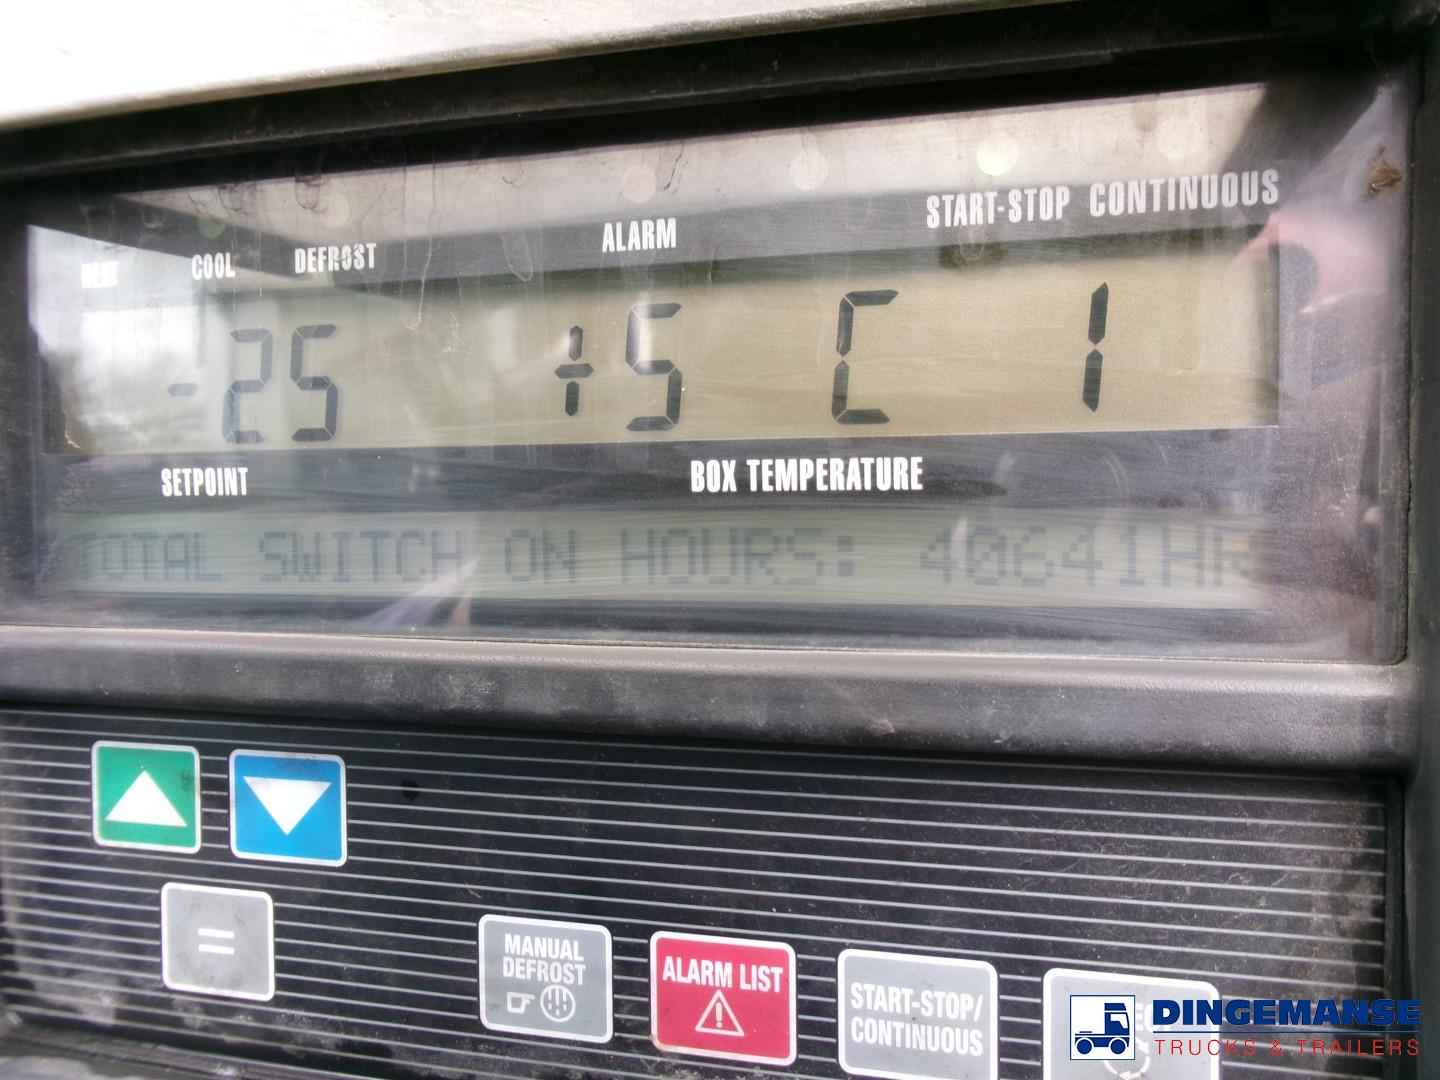 HEAT COOL DEFROST ALARM START-STOP CONTINUOUS
-25 +5 C 1
SETPOINT BOX TEMPERATURE
TOTAL SWITCH ON HOURS: 40641HR
=
MANUAL
DEFROST
ALARM LIST
START-STOP/
CONTINUOUS
DINGEMANSE
TRUCKS & TRAILERS